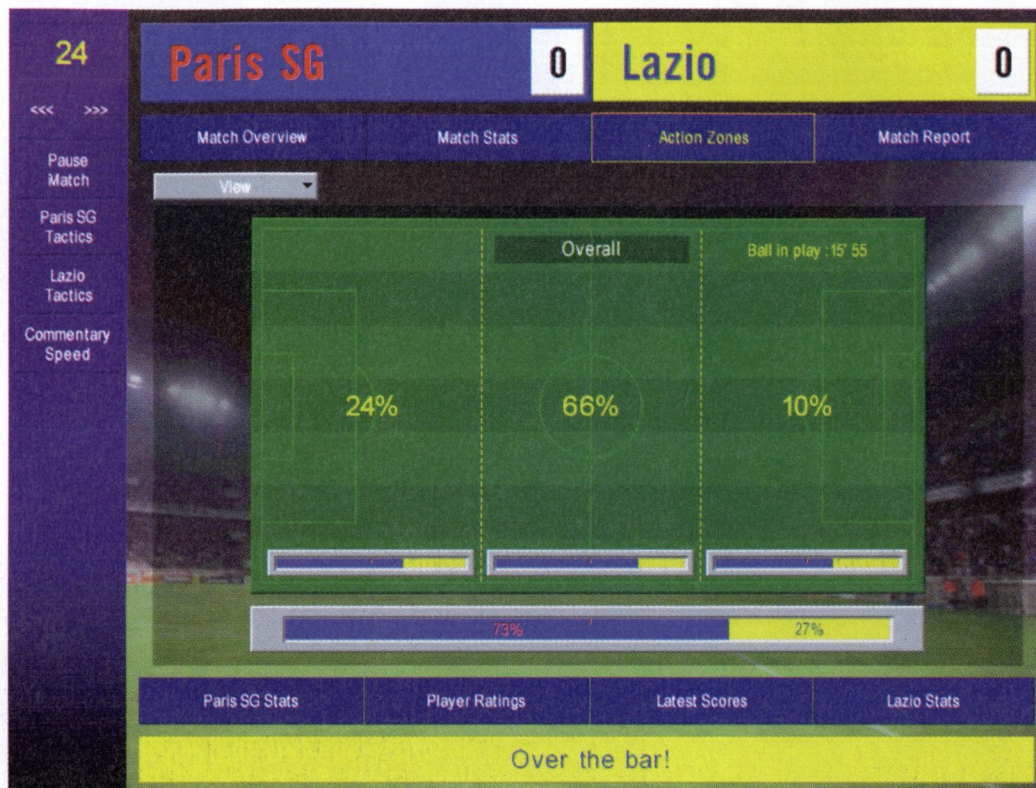 24
Paris SG 0 Lazio 0
<<< >>>
Match Overview Match Stats Action Zones Match Report
Pause
Match
View
Paris SG
Tactics
Overall Ball in play :15' 55
Lazio
Tactics
Commentary
Speed
24% 66% 10%
73% 27%
Paris SG Stats Player Ratings Latest Scores Lazio Stats
Over the bar!